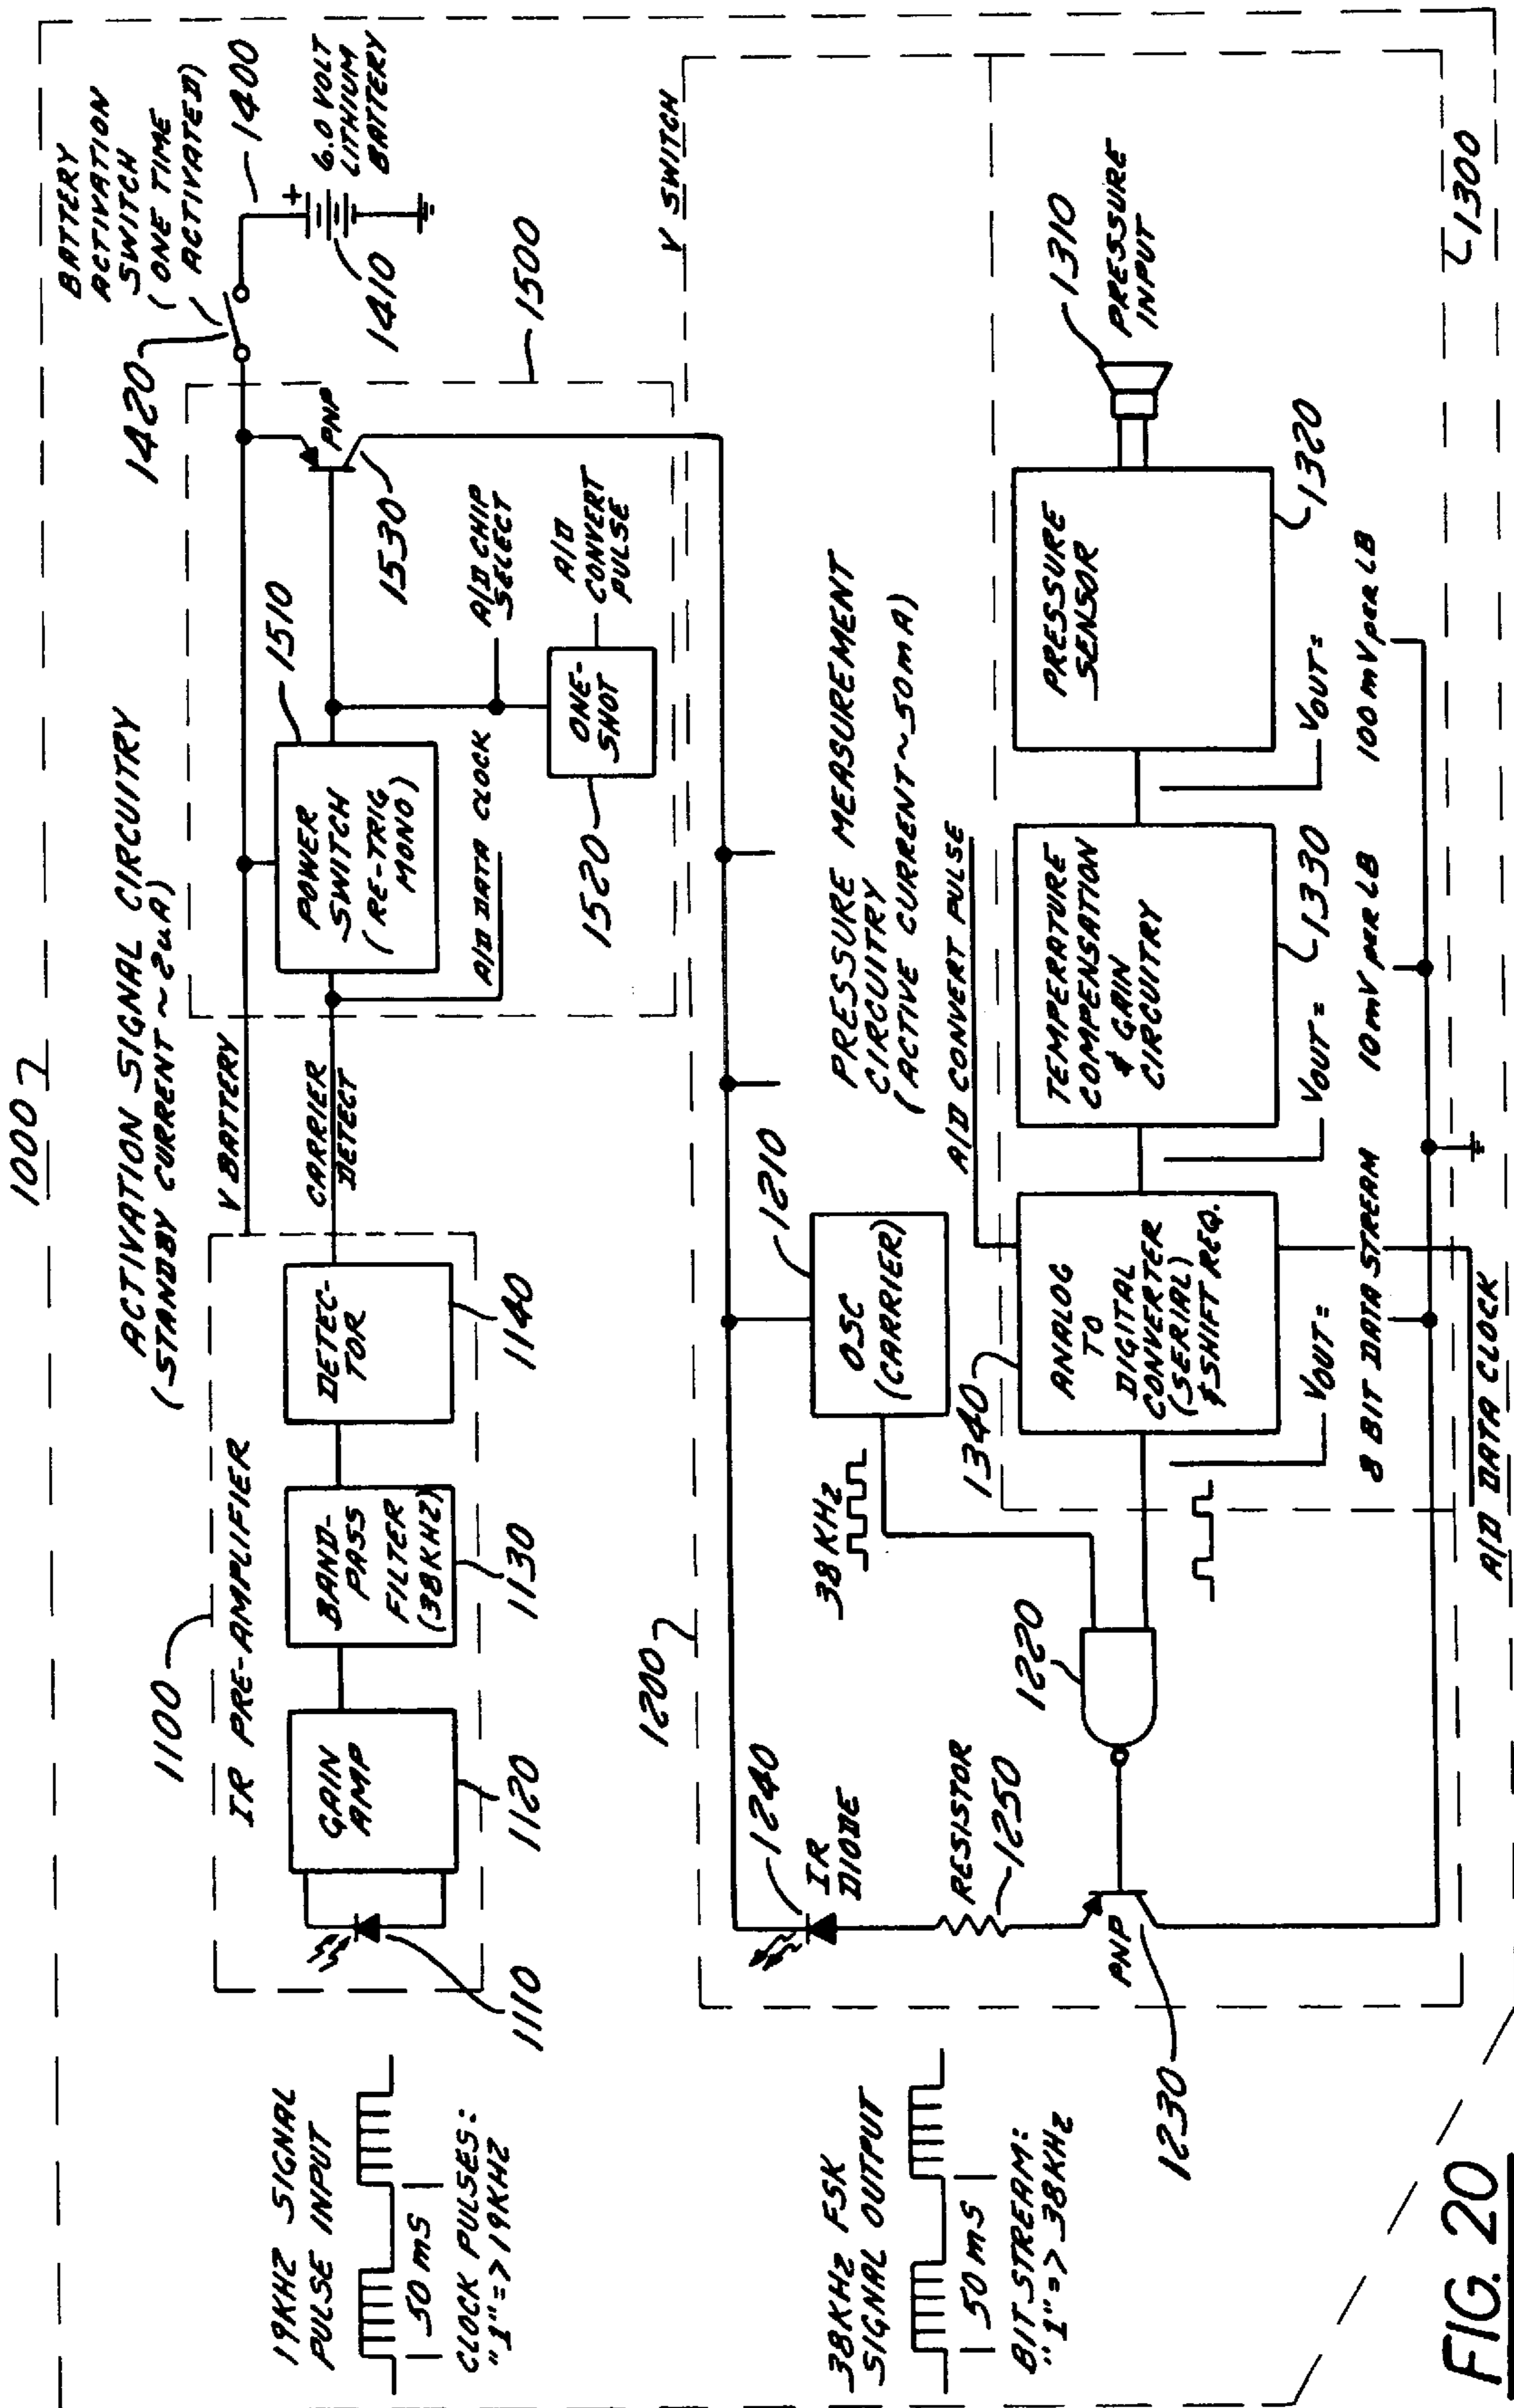 1000
ACTIVATION SIGNAL CIRCUITRY
(STANDBY CURRENT ~ 2uA)
BATTERY
ACTIVATION
SWITCH
(ONE TIME
ACTIVATED)
1400
1420
6.0 VOLT
LITHIUM
BATTERY
+
1410
1500
1100
IR PRE-AMPLIFIER
V BATTERY
CARRIER
DETECT
GAIN
AMP
1120
BAND-
PASS
FILTER
(38KHZ)
1130
DETEC-
TOR
1140
1110
POWER
SWITCH
(RE-TRIG
MONO)
1510
A/D DATA CLOCK
PNP
1530
A/D CHIP
SELECT
ONE-
SHOT
1520
A/D
CONVERT
PULSE
V SWITCH
19KHZ SIGNAL
PULSE INPUT
50 mS
CLOCK PULSES:
"1"=>19KHZ
1200
1240
IR
DIODE
RESISTOR
1250
PNP
1230
1220
38 KHZ
OSC
(CARRIER)
1210
PRESSURE MEASUREMENT
CIRCUITRY
(ACTIVE CURRENT ~ 50mA)
A/D CONVERT PULSE
1340
ANALOG
TO
DIGITAL
CONVERTER
(SERIAL)
& SHIFT REQ.
TEMPERATURE
COMPENSATION
& GAIN
CIRCUITRY
1330
PRESSURE
SENSOR
1320
1310
PRESSURE
INPUT
VOUT=
8 BIT DATA STREAM
VOUT=
10mV PER LB
VOUT=
100mV per LB
A/D DATA CLOCK
1300
38KHZ FSK
SIGNAL OUTPUT
50 mS
BIT STREAM:
"1"=>38KHZ
FIG. 20